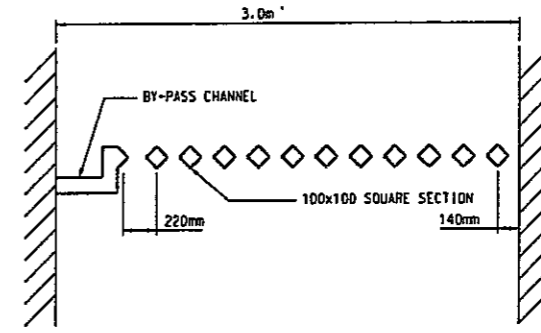 3.0m
BY-PASS CHANNEL
100x100 SQUARE SECTION
220mm
140mm